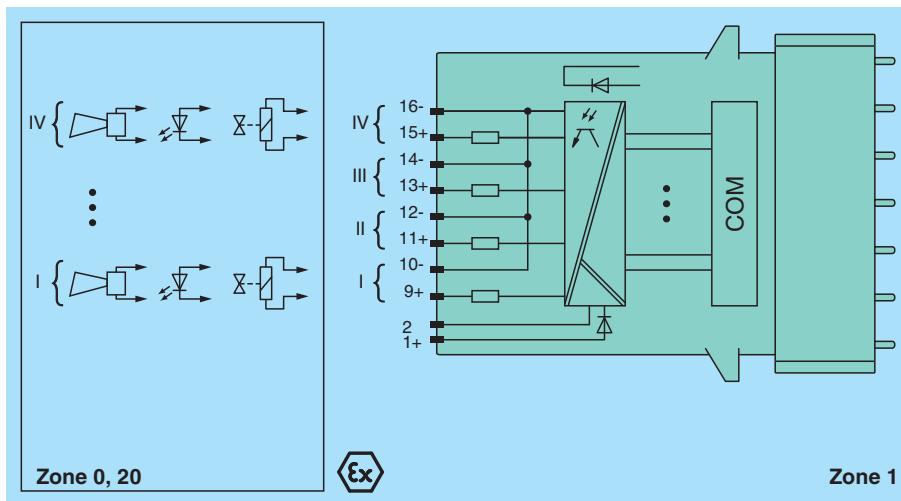 IV
I
Zone 0, 20
IV
16-
15+
III
14-
13+
II
12-
11+
I
10-
9+
2
1+
COM
Ex
Zone 1